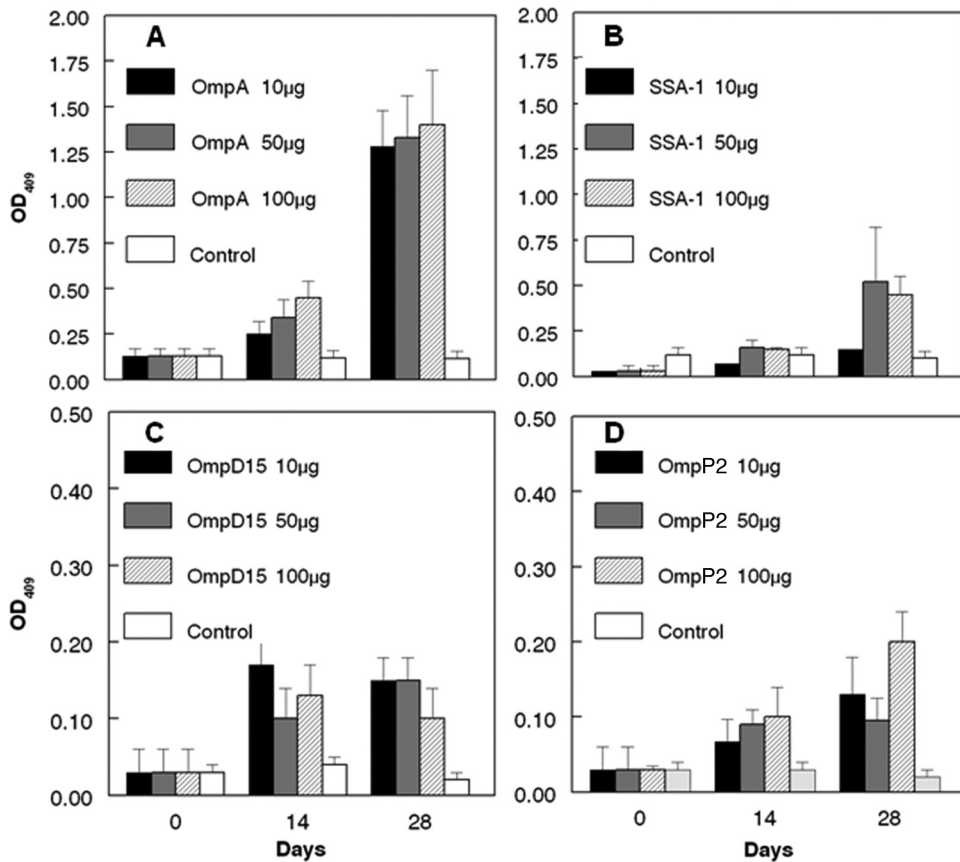 A
OD409
2.00
1.75
1.50
1.25
1.00
0.75
0.50
0.25
0.00
OmpA 10µg
OmpA 50µg
OmpA 100µg
Control
B
2.00
1.75
1.50
1.25
1.00
0.75
0.50
0.25
0.00
SSA-1 10µg
SSA-1 50µg
SSA-1 100µg
Control
C
OD409
0.50
0.40
0.30
0.20
0.10
0.00
OmpD15 10µg
OmpD15 50µg
OmpD15 100µg
Control
0 14 28
Days
D
0.50
0.40
0.30
0.20
0.10
0.00
OmpP2 10µg
OmpP2 50µg
OmpP2 100µg
Control
0 14 28
Days